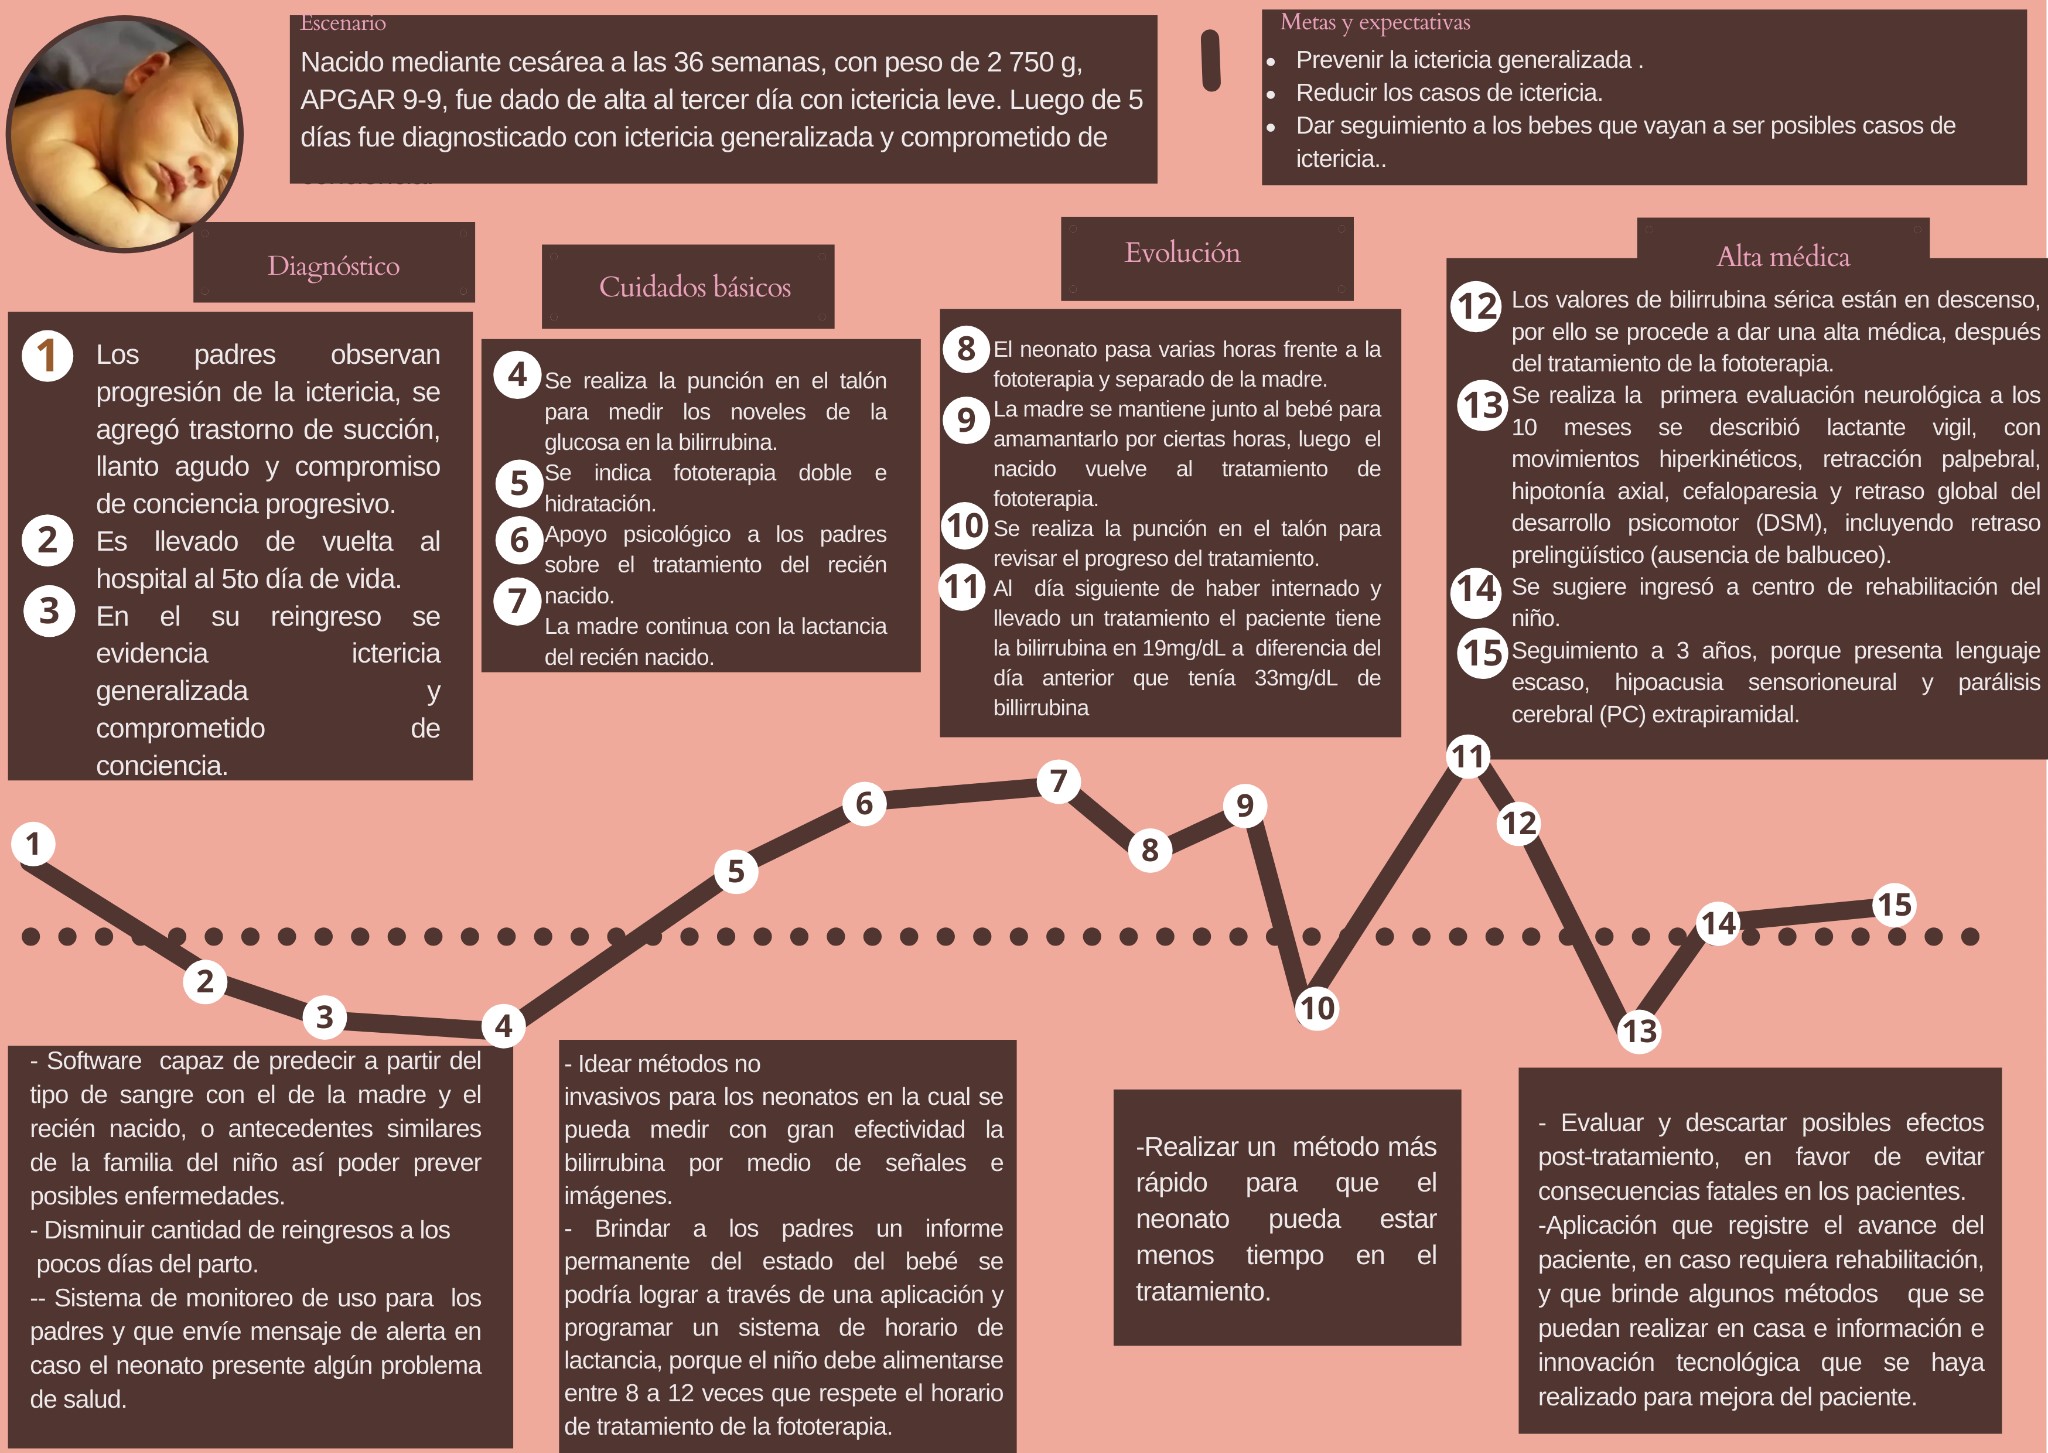 Escenario
Nacido mediante cesárea a las 36 semanas, con peso de 2 750 g,
APGAR 9-9, fue dado de alta al tercer día con ictericia leve. Luego de 5
días fue diagnosticado con ictericia generalizada y comprometido de
Metas y expectativas
Prevenir la ictericia generalizada .
Reducir los casos de ictericia.
Dar seguimiento a los bebes que vayan a ser posibles casos de
ictericia..
Diagnóstico
1 Los padres observan
progresión de la ictericia, se
agregó trastorno de succión,
llanto agudo y compromiso
de conciencia progresivo.
2 Es llevado de vuelta al
hospital al 5to día de vida.
3 En el su reingreso se
evidencia ictericia
generalizada y
comprometido de
conciencia.
Cuidados básicos
4 Se realiza la punción en el talón
para medir los noveles de la
glucosa en la bilirrubina.
5 Se indica fototerapia doble e
hidratación.
6 Apoyo psicológico a los padres
sobre el tratamiento del recién
7 nacido.
La madre continua con la lactancia
del recién nacido.
Evolución
8 El neonato pasa varias horas frente a la
fototerapia y separado de la madre.
9 La madre se mantiene junto al bebé para
amamantarlo por ciertas horas, luego el
nacido vuelve al tratamiento de
fototerapia.
10 Se realiza la punción en el talón para
revisar el progreso del tratamiento.
11 Al día siguiente de haber internado y
llevado un tratamiento el paciente tiene
la bilirrubina en 19mg/dL a diferencia del
día anterior que tenía 33mg/dL de
billirrubina
Alta médica
12 Los valores de bilirrubina sérica están en descenso,
por ello se procede a dar una alta médica, después
del tratamiento de la fototerapia.
13 Se realiza la primera evaluación neurológica a los
10 meses se describió lactante vigil, con
movimientos hiperkinéticos, retracción palpebral,
hipotonía axial, cefaloparesia y retraso global del
desarrollo psicomotor (DSM), incluyendo retraso
prelingüístico (ausencia de balbuceo).
14 Se sugiere ingresó a centro de rehabilitación del
niño.
15 Seguimiento a 3 años, porque presenta lenguaje
escaso, hipoacusia sensorioneural y parálisis
cerebral (PC) extrapiramidal.
1
2
3
4
5
6
7
8
9
10
11
12
13
14
15
- Software capaz de predecir a partir del
tipo de sangre con el de la madre y el
recién nacido, o antecedentes similares
de la familia del niño así poder prever
posibles enfermedades.
- Disminuir cantidad de reingresos a los
pocos días del parto.
-- Sistema de monitoreo de uso para los
padres y que envíe mensaje de alerta en
caso el neonato presente algún problema
de salud.
- Idear métodos no
invasivos para los neonatos en la cual se
pueda medir con gran efectividad la
bilirrubina por medio de señales e
imágenes.
- Brindar a los padres un informe
permanente del estado del bebé se
podría lograr a través de una aplicación y
programar un sistema de horario de
lactancia, porque el niño debe alimentarse
entre 8 a 12 veces que respete el horario
de tratamiento de la fototerapia.
-Realizar un método más
rápido para que el
neonato pueda estar
menos tiempo en el
tratamiento.
- Evaluar y descartar posibles efectos
post-tratamiento, en favor de evitar
consecuencias fatales en los pacientes.
-Aplicación que registre el avance del
paciente, en caso requiera rehabilitación,
y que brinde algunos métodos que se
puedan realizar en casa e información e
innovación tecnológica que se haya
realizado para mejora del paciente.